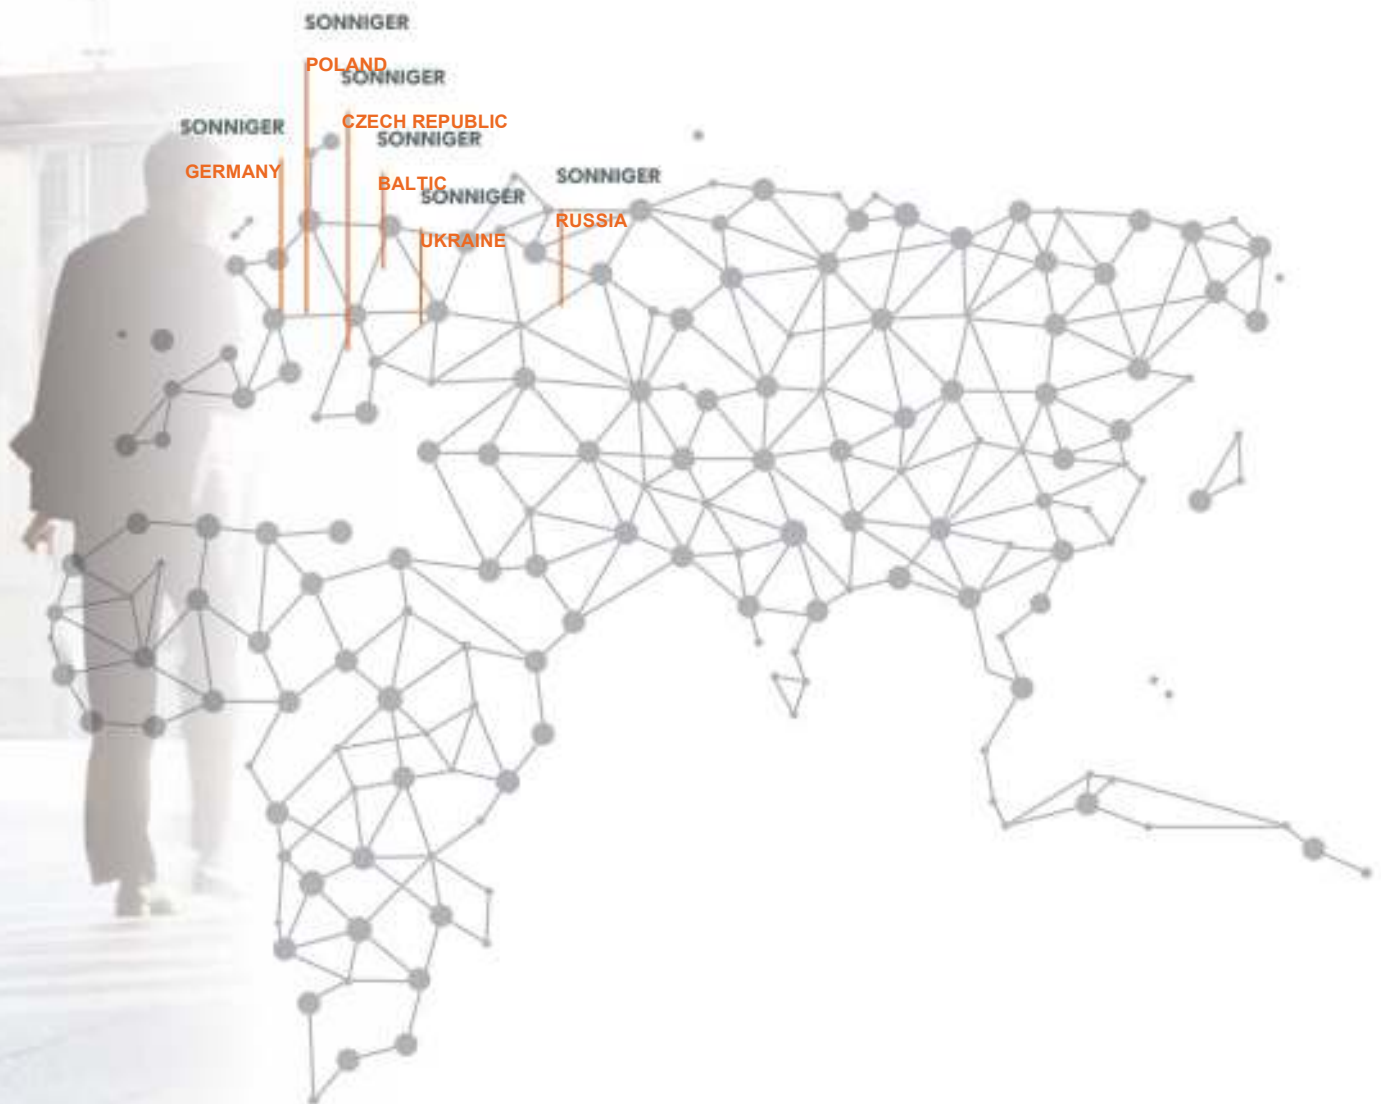 SONNIGER
POLAND
SONNIGER
CZECH REPUBLIC
SONNIGER
GERMANY
SONNIGER
BALTIC
SONNIGER
UKRAINE
SONNIGER
RUSSIA